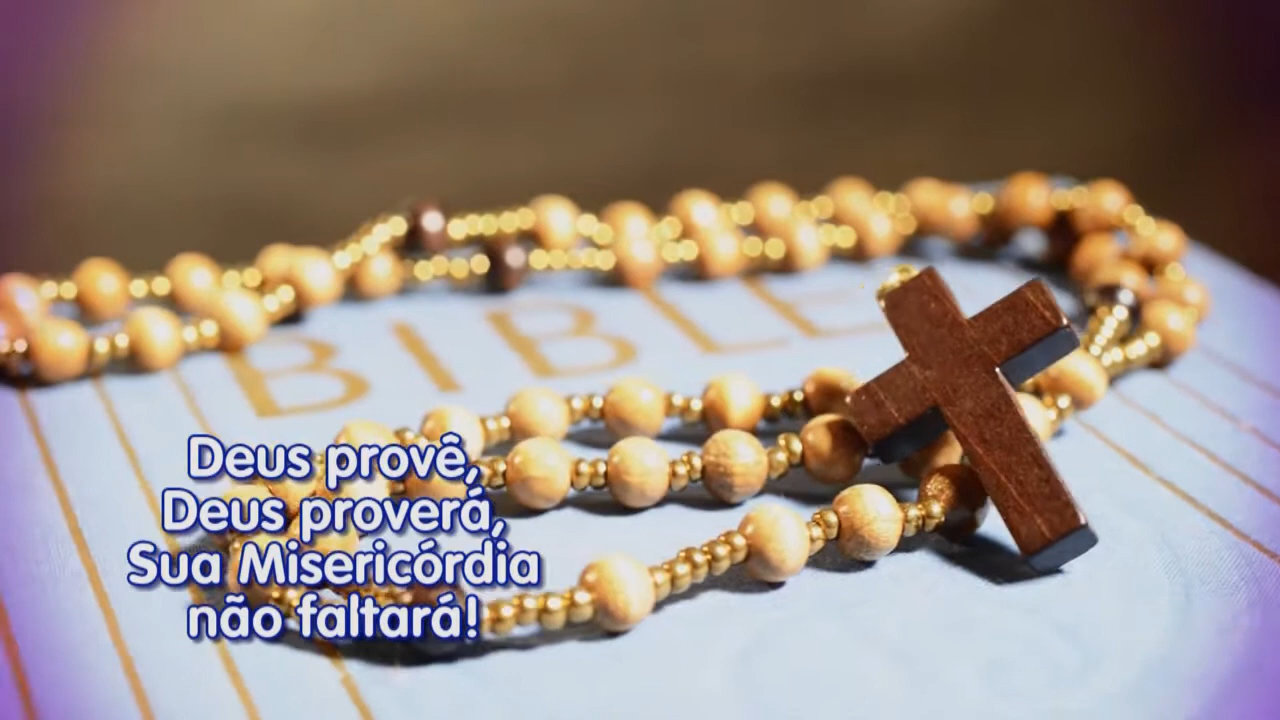 BIBLE
Deus provê,
Deus proverá,
Sua Misericórdia
não faltará!